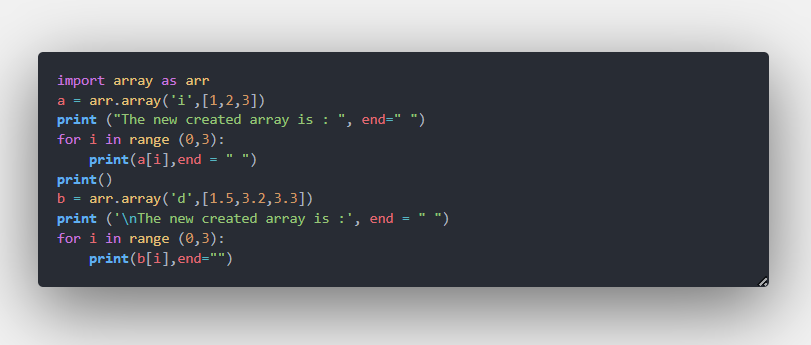 import array as arr
a = arr.array('i',[1,2,3])
print ("The new created array is : ", end=" ")
for i in range (0,3):
    print(a[i],end = " ")
print()
b = arr.array('d',[1.5,3.2,3.3])
print ('\nThe new created array is :', end = " ")
for i in range (0,3):
    print(b[i],end="")